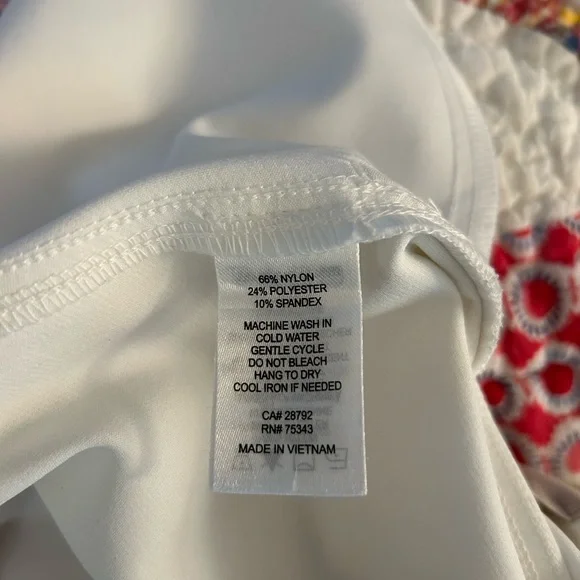 66% NYLON
24% POLYESTER
10% SPANDEX
MACHINE WASH IN
COLD WATER
GENTLE CYCLE
DO NOT BLEACH
HANG TO DRY
COOL IRON IF NEEDED
CA# 28792
RN# 75343
MADE IN VIETNAM